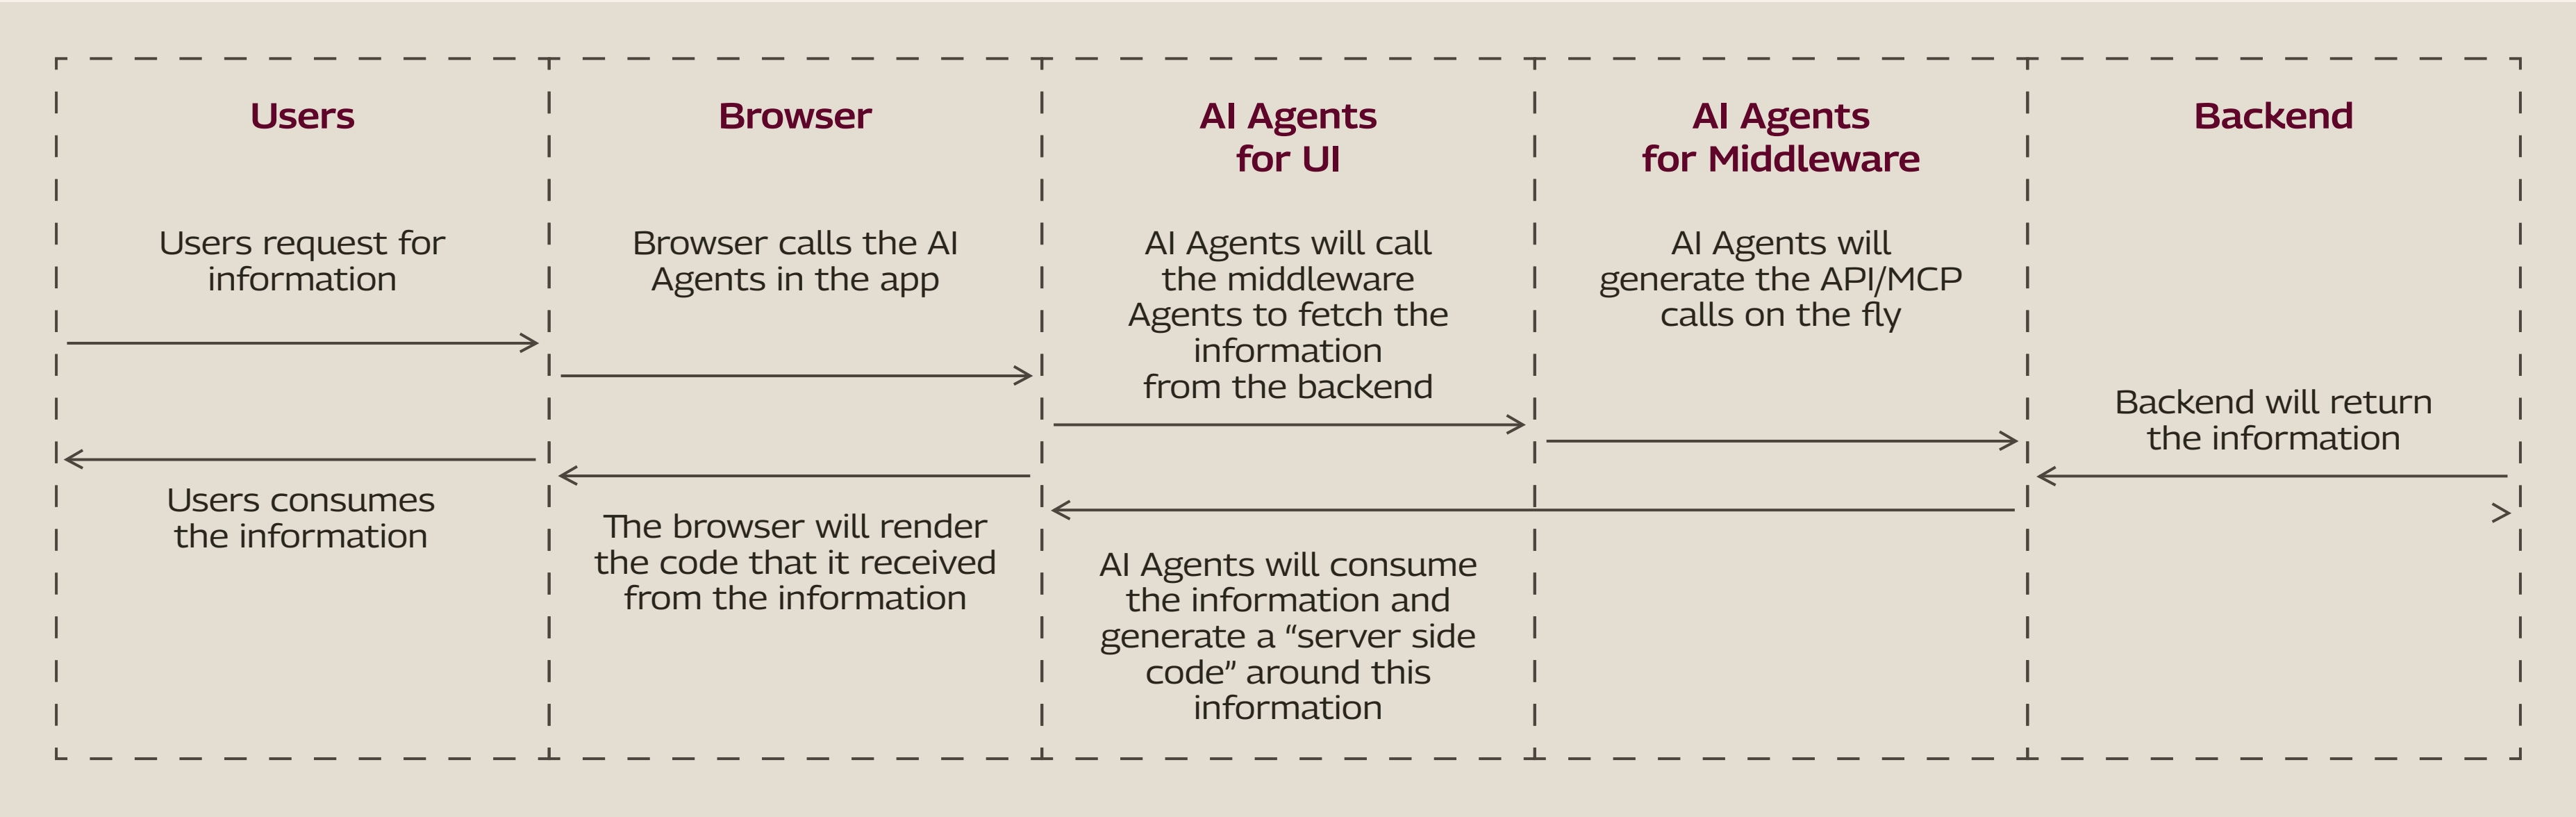 Users
Users request for
information
Users consumes
the information
Browser
Browser calls the AI
Agents in the app
The browser will render
the code that it received
from the information
AI Agents
for UI
AI Agents will call
the middleware
Agents to fetch the
information
from the backend
AI Agents will consume
the information and
generate a “server side
code” around this
information
AI Agents
for Middleware
AI Agents will
generate the API/MCP
calls on the fly
Backend
Backend will return
the information